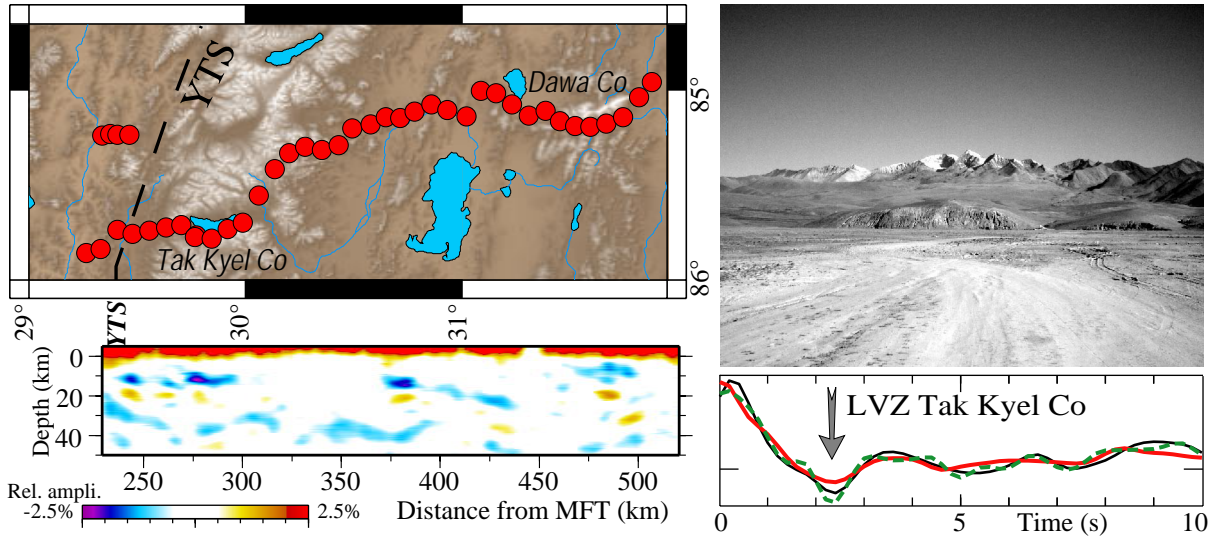 YTS
Dawa Co
85°
Tak Kyel Co
86°
29°
YTS
30°
31°
0
20
40
Depth (km)
250
300
350
400
450
500
Rel. ampli.
-2.5%
2.5%
Distance from MFT (km)
LVZ Tak Kyel Co
0
5
10
Time (s)